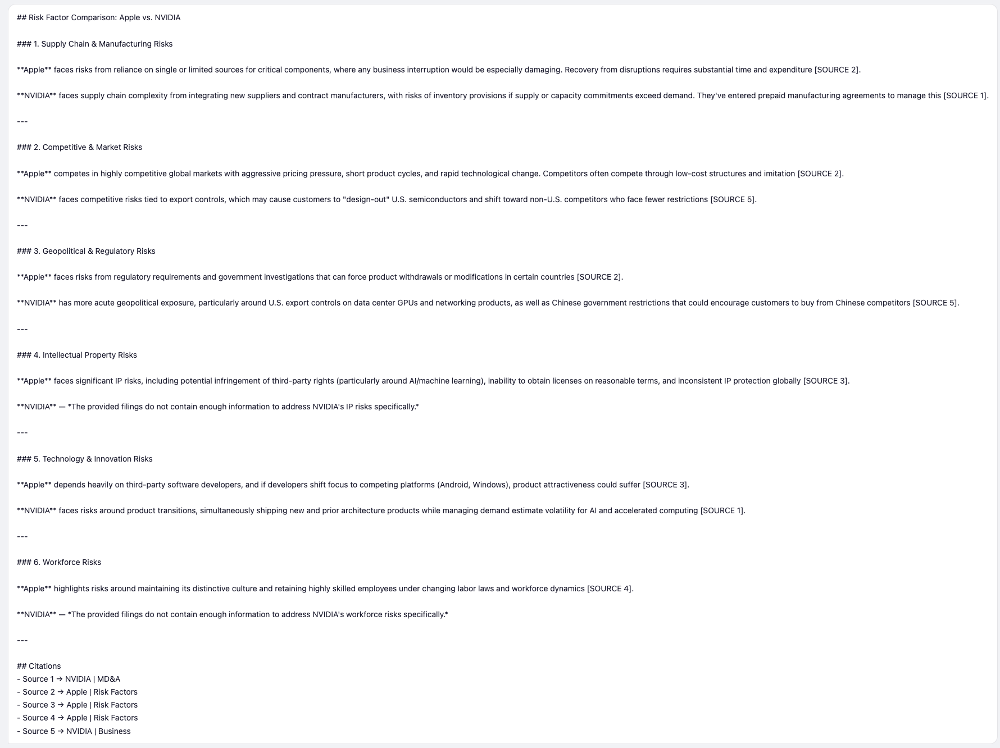 ## Risk Factor Comparison: Apple vs. NVIDIA
### 1. Supply Chain & Manufacturing Risks
**Apple** faces risks from reliance on single or limited sources for critical components, where any business interruption would be especially damaging. Recovery from disruptions requires substantial time and expenditure [SOURCE 2].
**NVIDIA** faces supply chain complexity from integrating new suppliers and contract manufacturers, with risks of inventory provisions if supply or capacity commitments exceed demand. They've entered prepaid manufacturing agreements to manage this [SOURCE 1].
---
### 2. Competitive & Market Risks
**Apple** competes in highly competitive global markets with aggressive pricing pressure, short product cycles, and rapid technological change. Competitors often compete through low-cost structures and imitation [SOURCE 2].
**NVIDIA** faces competitive risks tied to export controls, which may cause customers to "design-out" U.S. semiconductors and shift toward non-U.S. competitors who face fewer restrictions [SOURCE 5].
---
### 3. Geopolitical & Regulatory Risks
**Apple** faces risks from regulatory requirements and government investigations that can force product withdrawals or modifications in certain countries [SOURCE 2].
**NVIDIA** has more acute geopolitical exposure, particularly around U.S. export controls on data center GPUs and networking products, as well as Chinese government restrictions that could encourage customers to buy from Chinese competitors [SOURCE 5].
---
### 4. Intellectual Property Risks
**Apple** faces significant IP risks, including potential infringement of third-party rights (particularly around AI/machine learning), inability to obtain licenses on reasonable terms, and inconsistent IP protection globally [SOURCE 3].
**NVIDIA** — *The provided filings do not contain enough information to address NVIDIA's IP risks specifically.*
---
### 5. Technology & Innovation Risks
**Apple** depends heavily on third-party software developers, and if developers shift focus to competing platforms (Android, Windows), product attractiveness could suffer [SOURCE 3].
**NVIDIA** faces risks around product transitions, simultaneously shipping new and prior architecture products while managing demand estimate volatility for AI and accelerated computing [SOURCE 1].
---
### 6. Workforce Risks
**Apple** highlights risks around maintaining its distinctive culture and retaining highly skilled employees under changing labor laws and workforce dynamics [SOURCE 4].
**NVIDIA** — *The provided filings do not contain enough information to address NVIDIA's workforce risks specifically.*
---
## Citations
- Source 1 → NVIDIA | MD&A
- Source 2 → Apple | Risk Factors
- Source 3 → Apple | Risk Factors
- Source 4 → Apple | Risk Factors
- Source 5 → NVIDIA | Business